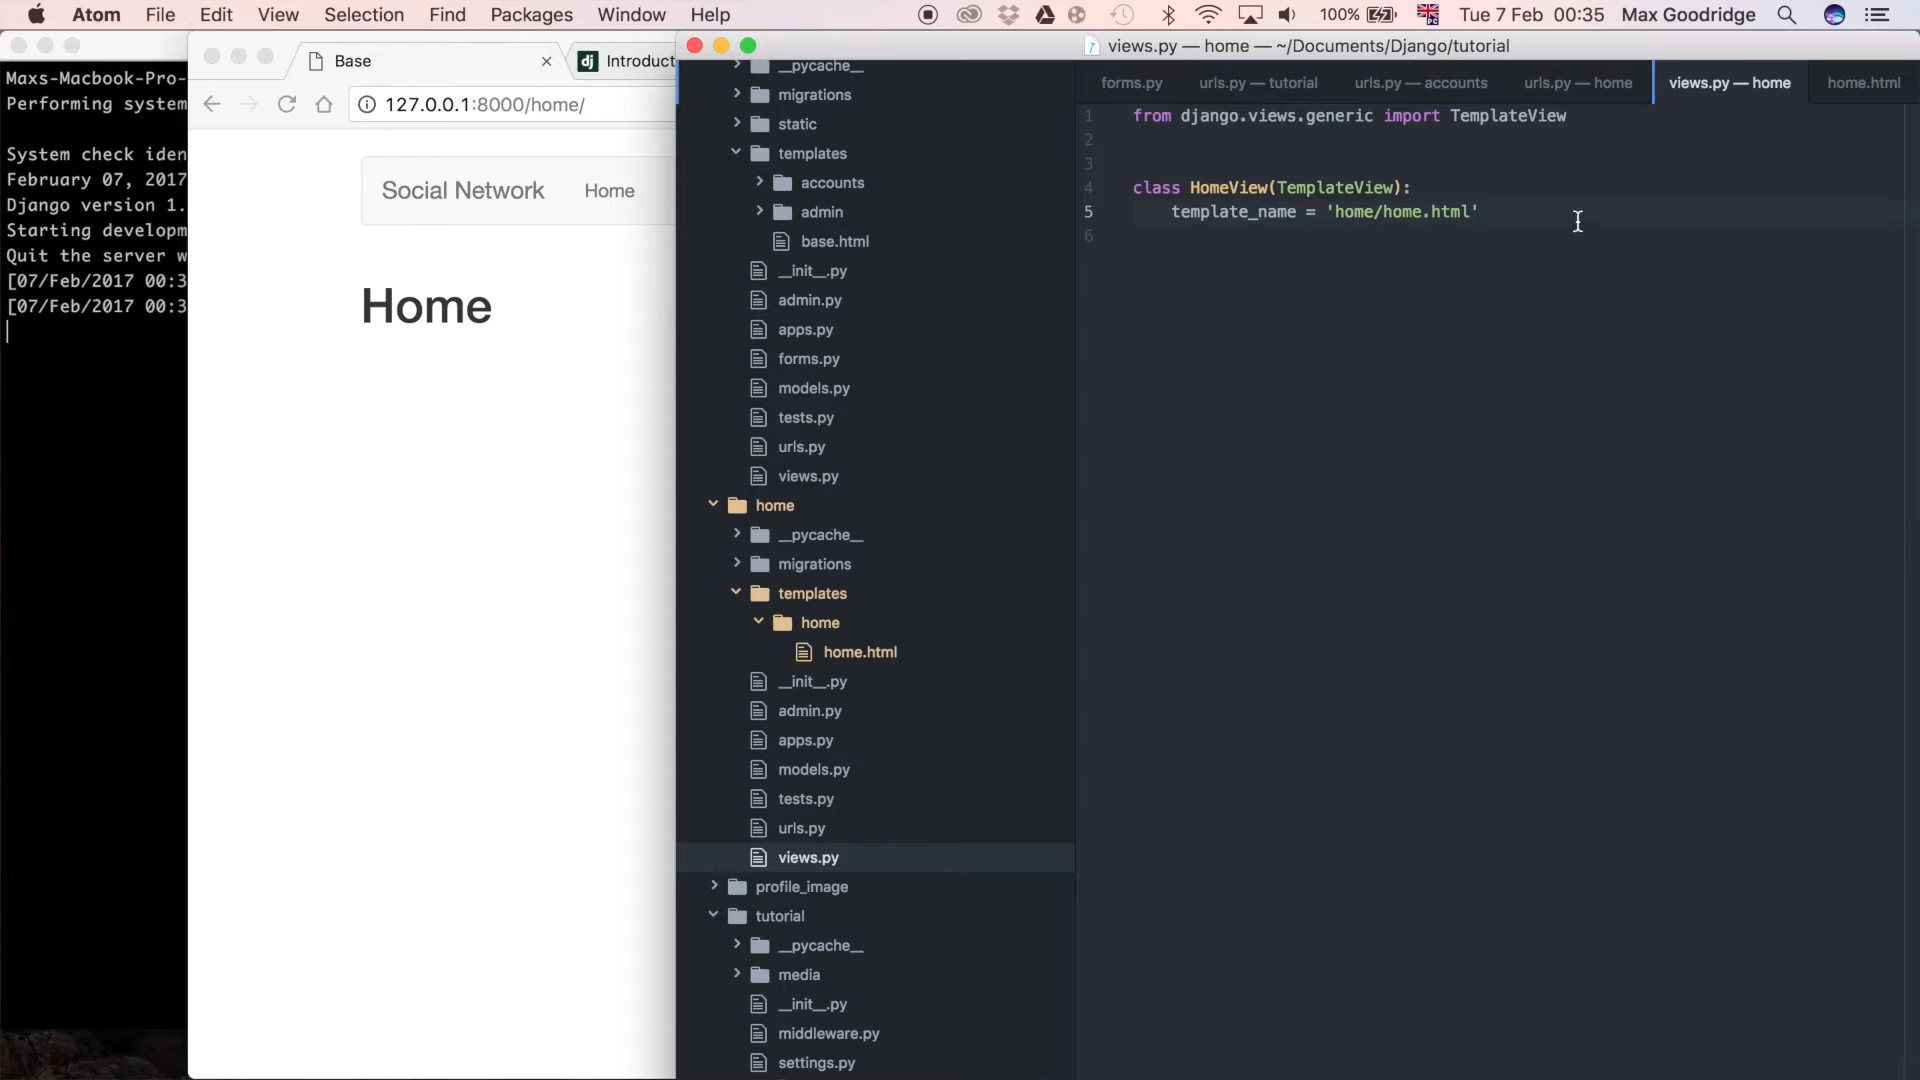 Atom File Edit View Selection Find Packages Window Help 100% Tue 7 Feb 00:35 Max Goodridge
Maxs-Macbook-Pro-
Performing system
System check iden
February 07, 2017
Django version 1.
Starting developm
Quit the server w
[07/Feb/2017 00:3
[07/Feb/2017 00:3
Base
dj Introduct
127.0.0.1:8000/home/
Social Network Home
Home
views.py — home — ~/Documents/Django/tutorial
__pycache__
migrations
static
templates
accounts
admin
base.html
__init__.py
admin.py
apps.py
forms.py
models.py
tests.py
urls.py
views.py
home
__pycache__
migrations
templates
home
home.html
__init__.py
admin.py
apps.py
models.py
tests.py
urls.py
views.py
profile_image
tutorial
__pycache__
media
__init__.py
middleware.py
settings.py
forms.py urls.py — tutorial urls.py — accounts urls.py — home views.py — home home.html
1 from django.views.generic import TemplateView
2
3
4 class HomeView(TemplateView):
5 template_name = 'home/home.html'
6